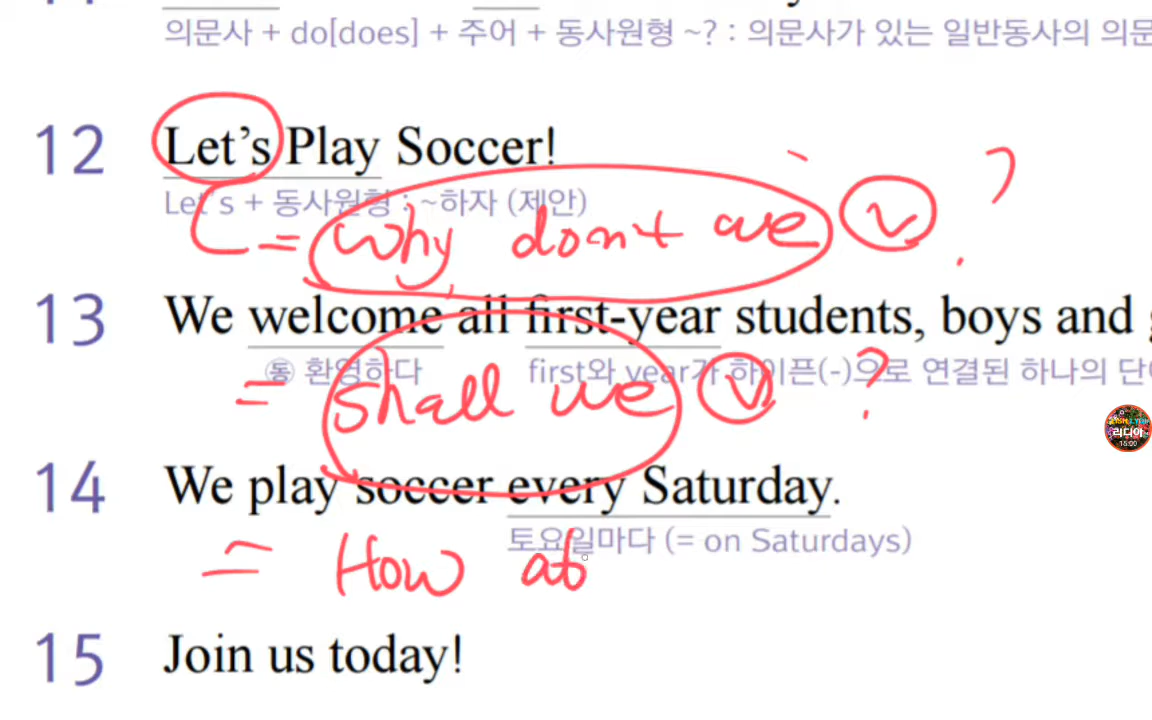 의문사 + do[does] + 주어 + 동사원형 ~? : 의문사가 있는 일반동사의 의문
12 Let's Play Soccer!
Let's + 동사원형 : ~하자 (제안)
= Why don't we v ?
13 We welcome all first-year students, boys and
동 환영하다 first와 year가 하이픈(-)으로 연결된 하나의 단
= shall we v ?
14 We play soccer every Saturday.
토요일마다 (= on Saturdays)
= How ab
15 Join us today!
리디아
15:00